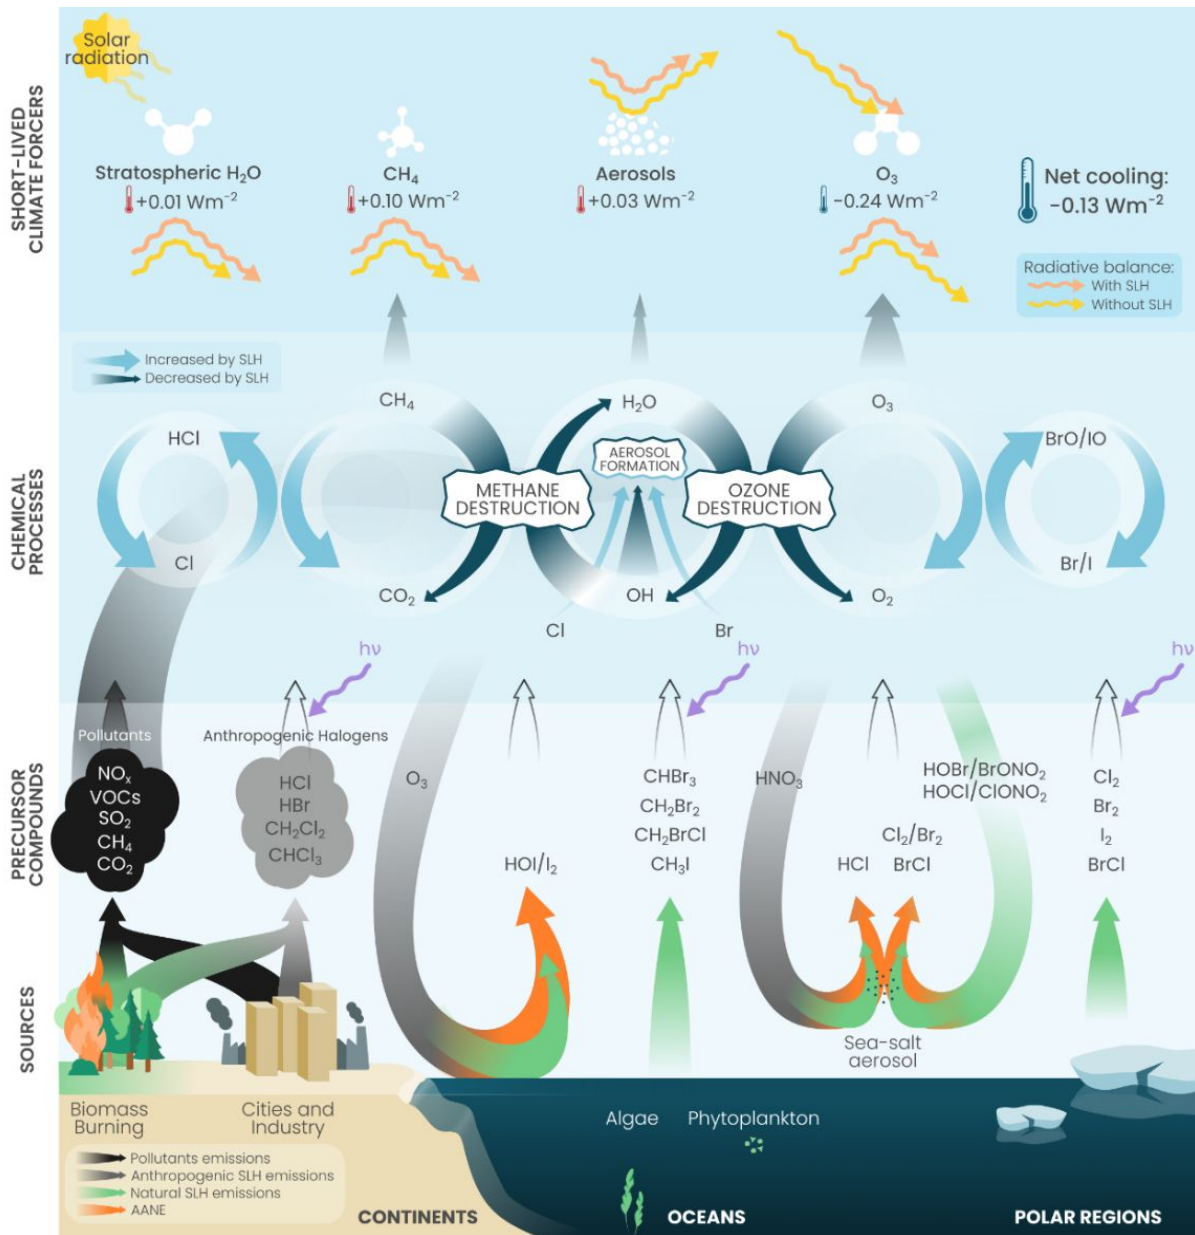 Solar
radiation
SHORT-LIVED
CLIMATE FORCERS
Stratospheric H₂O
+0.01 Wm⁻²
CH₄
+0.10 Wm⁻²
Aerosols
+0.03 Wm⁻²
O₃
-0.24 Wm⁻²
Net cooling:
-0.13 Wm⁻²
Radiative balance:
With SLH
Without SLH
Increased by SLH
Decreased by SLH
CHEMICAL
PROCESSES
HCl
Cl
CH₄
CO₂
METHANE
DESTRUCTION
H₂O
AEROSOL
FORMATION
OH
Cl
Br
OZONE
DESTRUCTION
O₃
O₂
BrO/IO
Br/I
hν
hν
hν
PRECURSOR
COMPOUNDS
Pollutants
NOₓ
VOCs
SO₂
CH₄
CO₂
Anthropogenic Halogens
HCl
HBr
CH₂Cl₂
CHCl₃
O₃
HOI/I₂
CHBr₃
CH₂Br₂
CH₂BrCl
CH₃I
HNO₃
HCl
Cl₂/Br₂
BrCl
HOBr/BrONO₂
HOCl/ClONO₂
Cl₂
Br₂
I₂
BrCl
SOURCES
Sea-salt
aerosol
Biomass
Burning
Cities and
Industry
Algae
Phytoplankton
Pollutants emissions
Anthropogenic SLH emissions
Natural SLH emissions
AANE
CONTINENTS
OCEANS
POLAR REGIONS